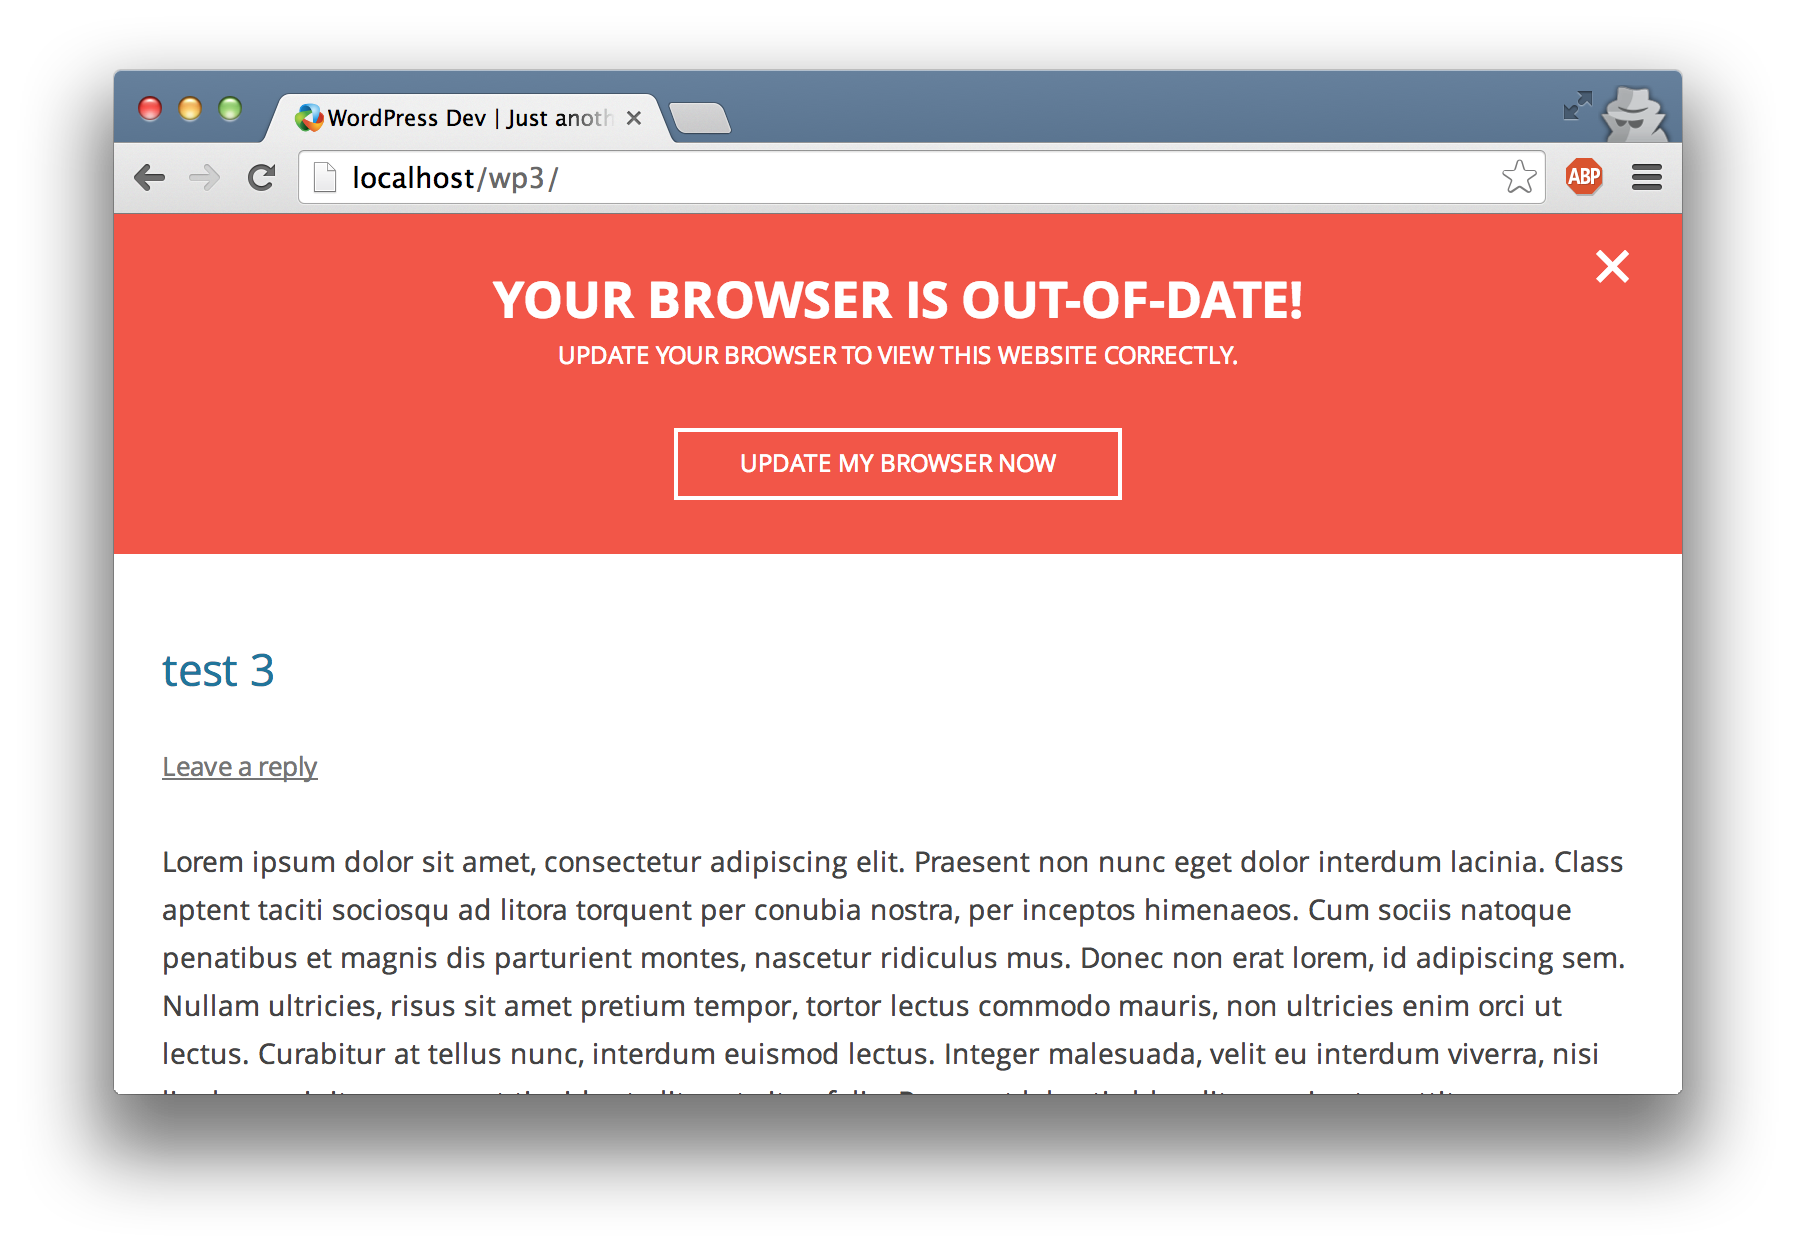 WordPress Dev | Just anoth
localhost/wp3/
ABP
YOUR BROWSER IS OUT-OF-DATE!
UPDATE YOUR BROWSER TO VIEW THIS WEBSITE CORRECTLY.
UPDATE MY BROWSER NOW
test 3
Leave a reply
Lorem ipsum dolor sit amet, consectetur adipiscing elit. Praesent non nunc eget dolor interdum lacinia. Class
aptent taciti sociosqu ad litora torquent per conubia nostra, per inceptos himenaeos. Cum sociis natoque
penatibus et magnis dis parturient montes, nascetur ridiculus mus. Donec non erat lorem, id adipiscing sem.
Nullam ultricies, risus sit amet pretium tempor, tortor lectus commodo mauris, non ultricies enim orci ut
lectus. Curabitur at tellus nunc, interdum euismod lectus. Integer malesuada, velit eu interdum viverra, nisi